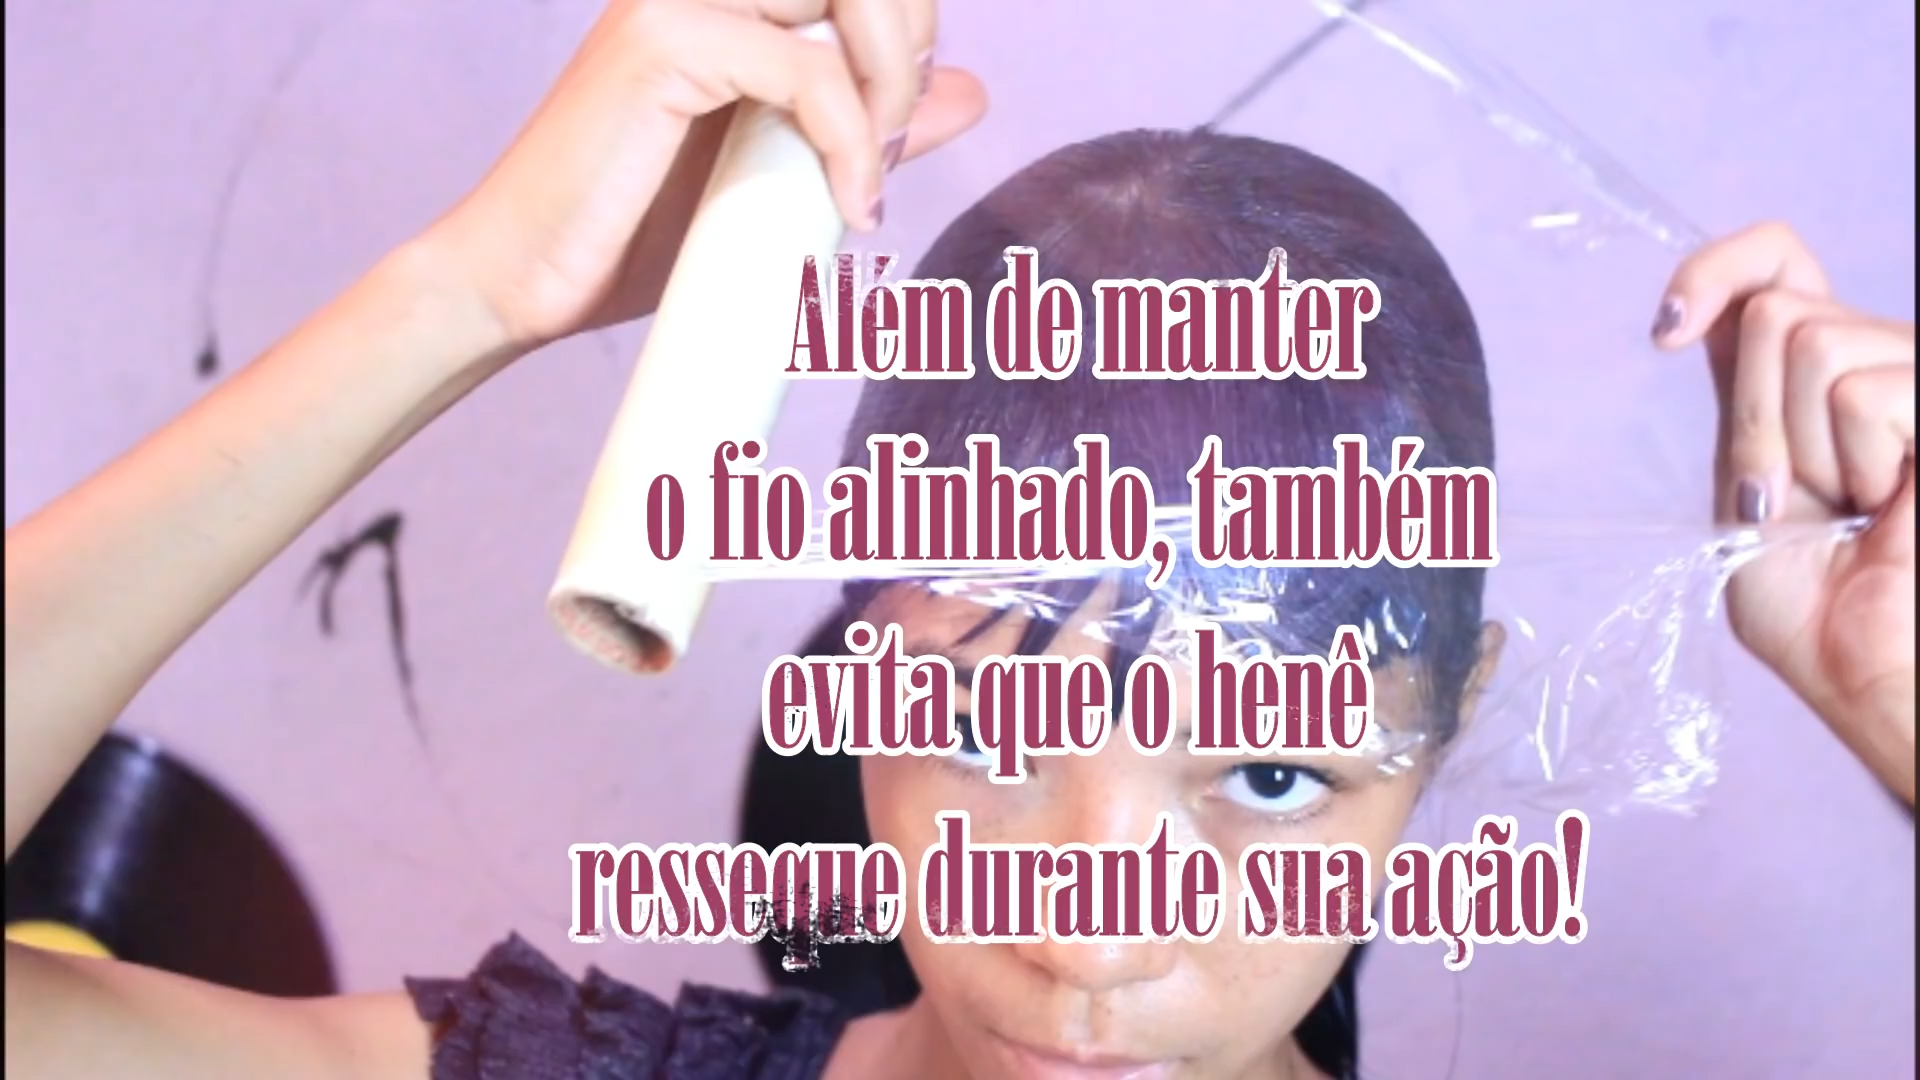 Além de manter
o fio alinhado, também
evita que o henê
resseque durante sua ação!